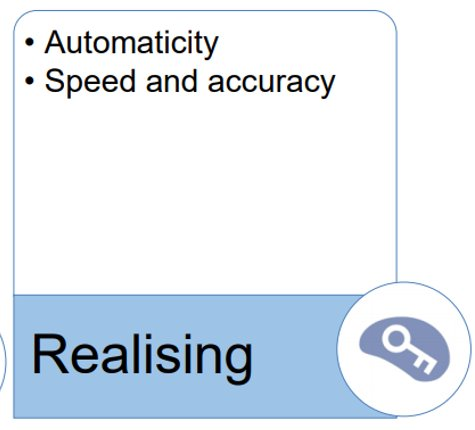 • Automaticity
• Speed and accuracy
Realising